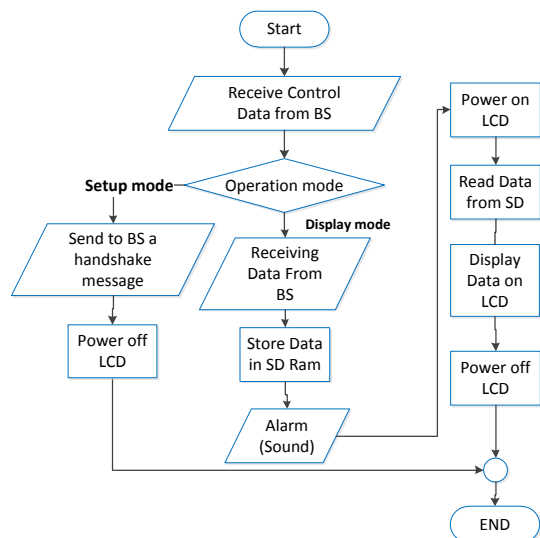 Start
Receive Control
Data from BS
Operation mode
Setup mode
Send to BS a
handshake
message
Power off
LCD
Display mode
Receiving
Data From
BS
Store Data
in SD Ram
Alarm
(Sound)
Power on
LCD
Read Data
from SD
Display
Data on
LCD
Power off
LCD
END